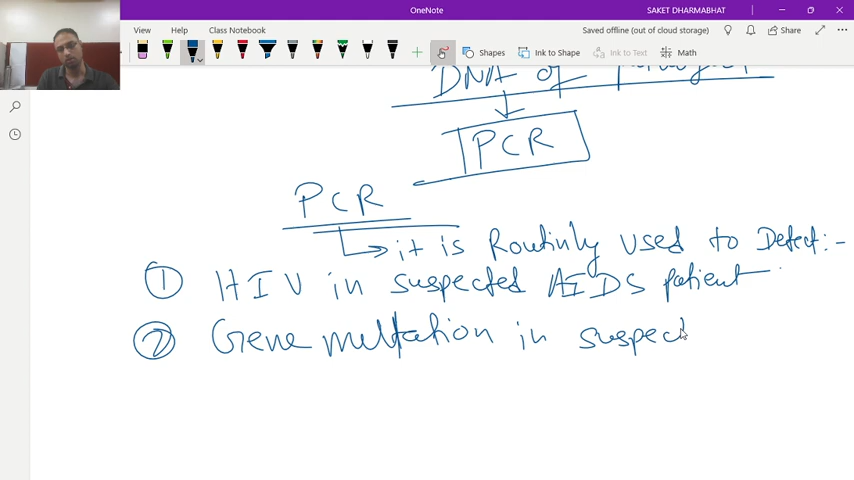 OneNote
SAKET DHARMABHAT
View Help Class Notebook
Saved offline (out of cloud storage)
Share
Shapes
Ink to Shape
Ink to Text
Math
DNA of
PCR
PCR
it is Routinly used to Detect:-
1 HIV in suspected AIDS patient
2 Gene mutation in suspec